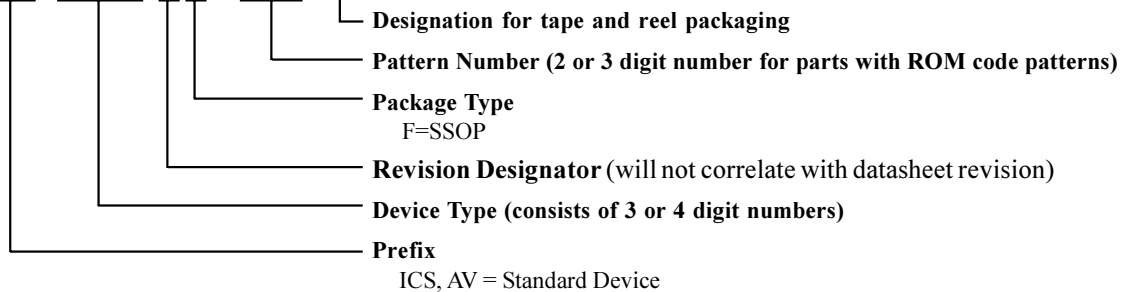 Designation for tape and reel packaging
Pattern Number (2 or 3 digit number for parts with ROM code patterns)
Package Type
F=SSOP
Revision Designator (will not correlate with datasheet revision)
Device Type (consists of 3 or 4 digit numbers)
Prefix
ICS, AV = Standard Device